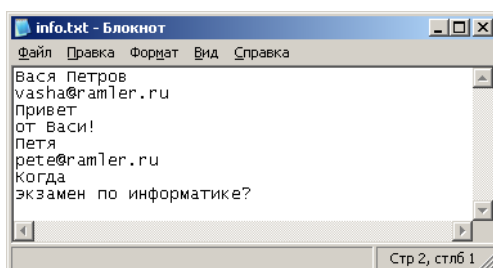 info.txt - Блокнот
Файл Правка Формат Вид Справка
Вася Петров
vasha@ramler.ru
Привет
от Васи!
Петя
pete@ramler.ru
Когда
экзамен по информатике?
Стр 2, стлб 1